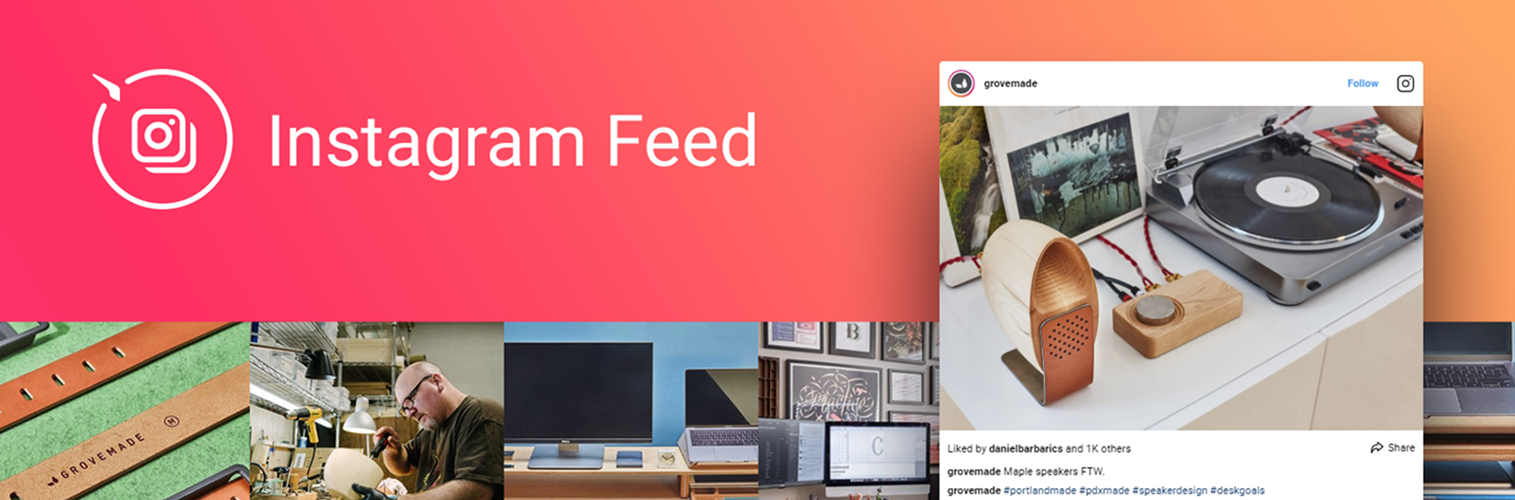 Instagram Feed
grovemade
Follow
GROVEMADE
M
B
C
Liked by danielbarbarics and 1K others
Share
grovemade Maple speakers FTW.
grovemade #portlandmade #pdxmade #speakerdesign #deskgoals